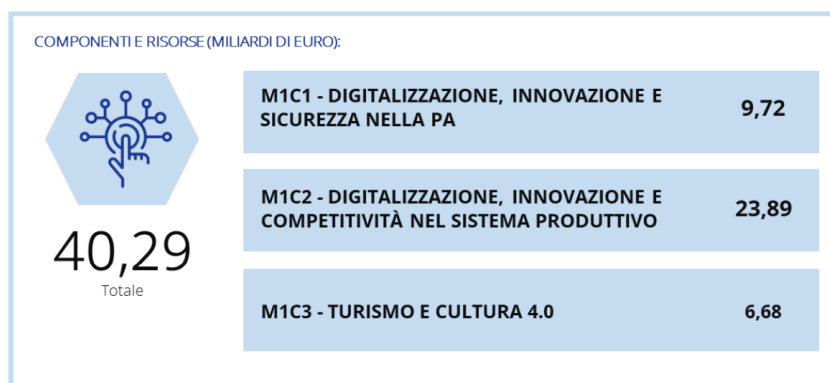 COMPONENTI E RISORSE (MILIARDI DI EURO):
M1C1 - DIGITALIZZAZIONE, INNOVAZIONE E
SICUREZZA NELLA PA
9,72
M1C2 - DIGITALIZZAZIONE, INNOVAZIONE E
COMPETITIVITÀ NEL SISTEMA PRODUTTIVO
23,89
40,29
Totale
M1C3 - TURISMO E CULTURA 4.0
6,68